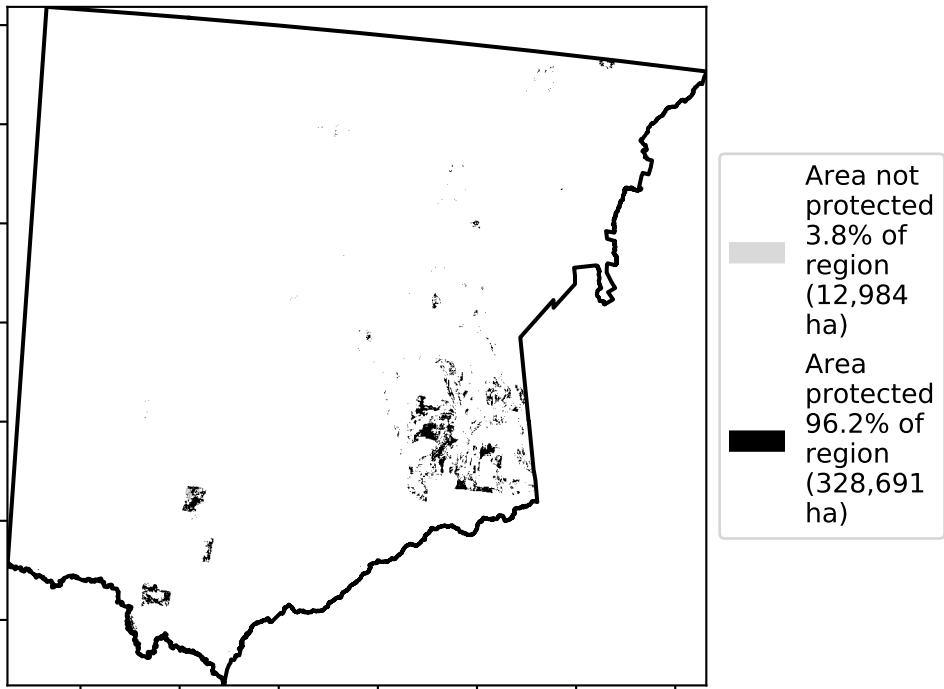 Area not
protected
3.8% of
region
(12,984
ha)
Area
protected
96.2% of
region
(328,691
ha)